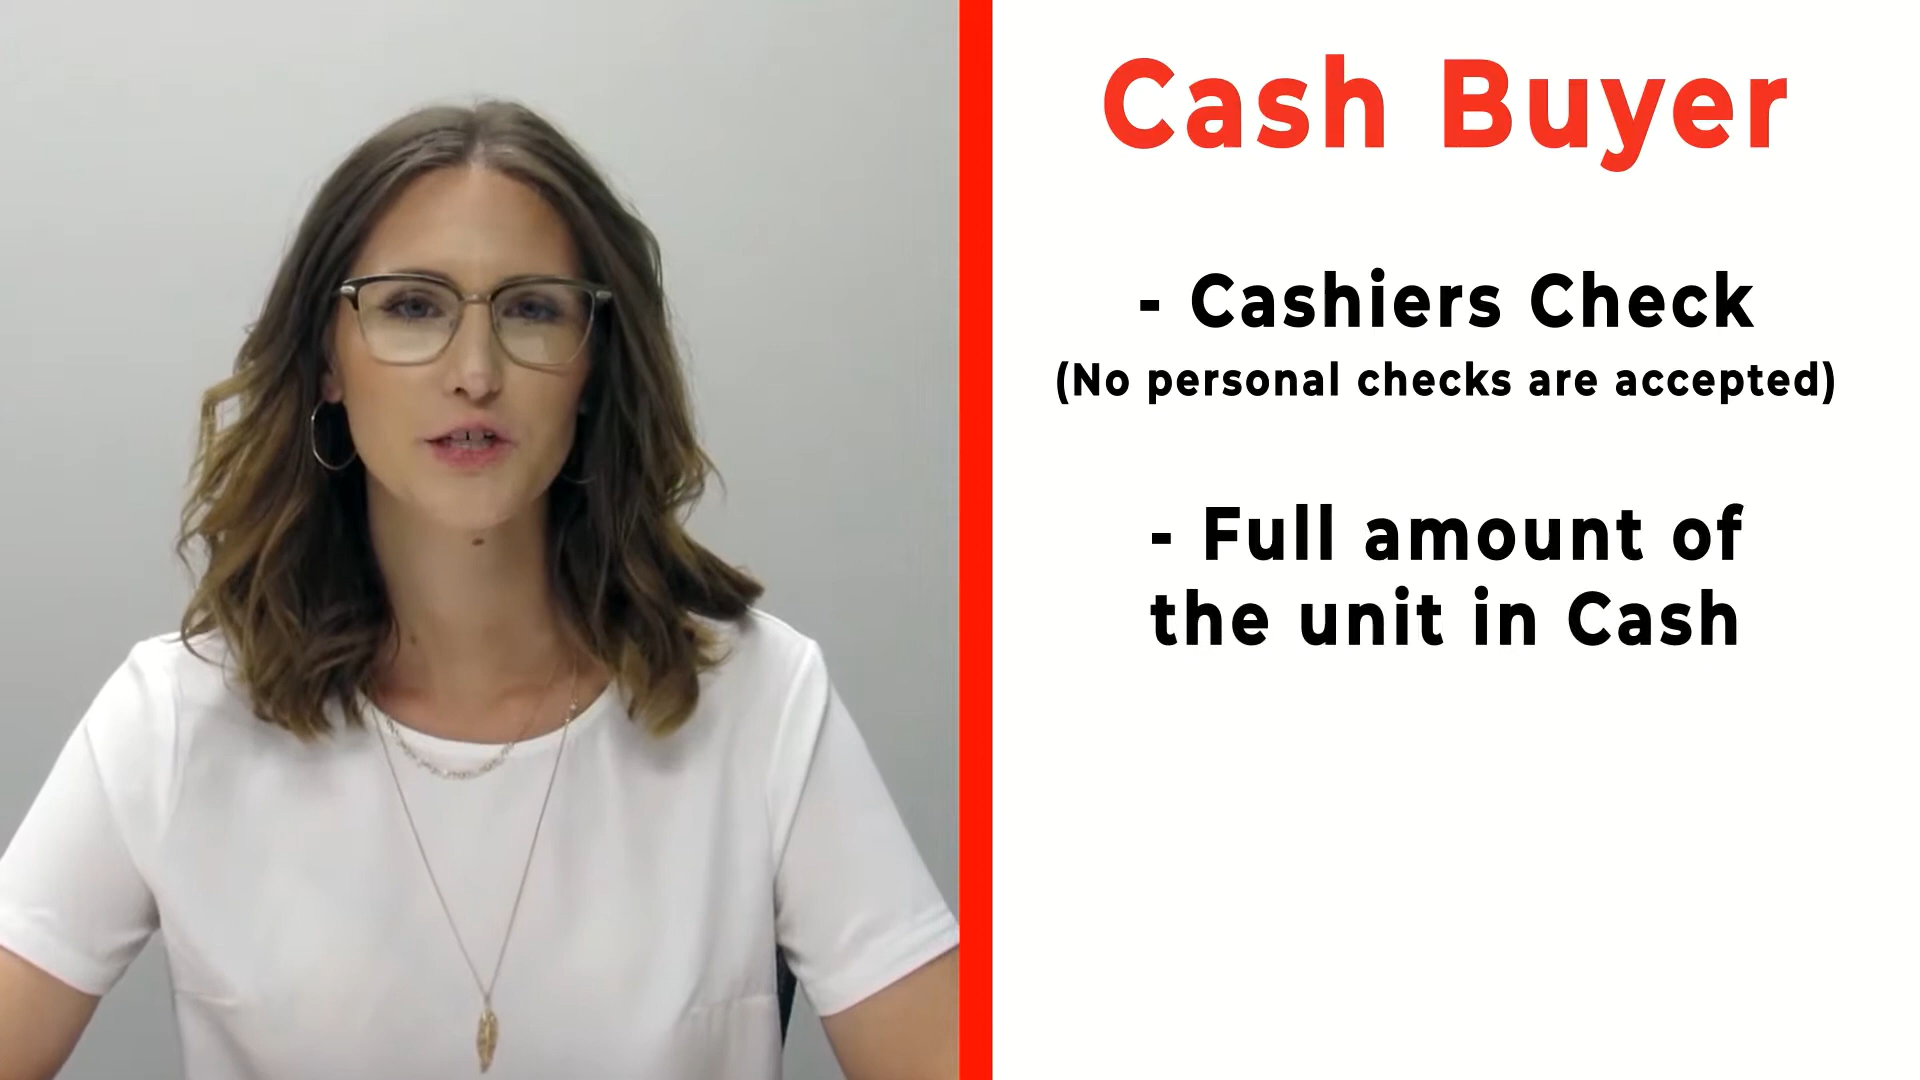 Cash Buyer
- Cashiers Check
(No personal checks are accepted)
- Full amount of
the unit in Cash